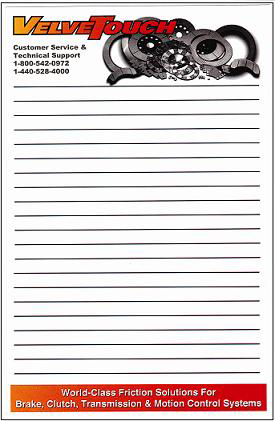 VELVETOUCH
Customer Service &
Technical Support
1-800-542-0972
1-440-528-4000
World-Class Friction Solutions For
Brake, Clutch, Transmission & Motion Control Systems